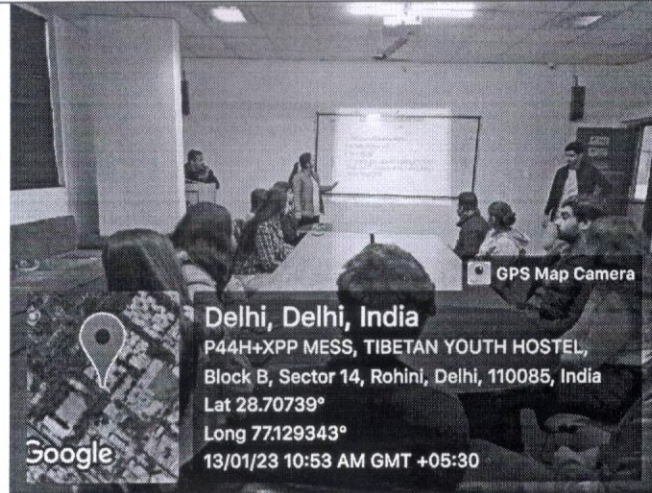 GPS Map Camera
Delhi, Delhi, India
P44H+XPP MESS, TIBETAN YOUTH HOSTEL,
Block B, Sector 14, Rohini, Delhi, 110085, India
Lat 28.70739°
Long 77.129343°
13/01/23 10:53 AM GMT +05:30
Google